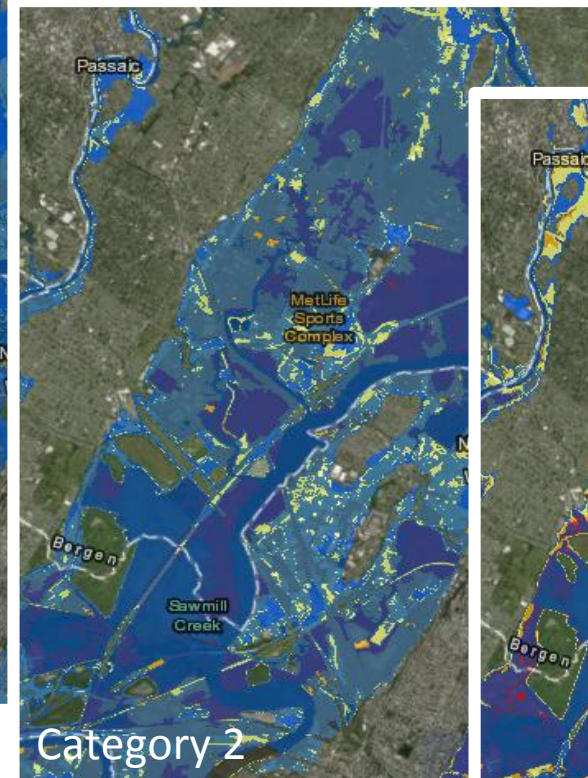 Passaic
MetLife
Sports
Complex
Bergen
Sawmill
Creek
Category 2
Passaic
Bergen